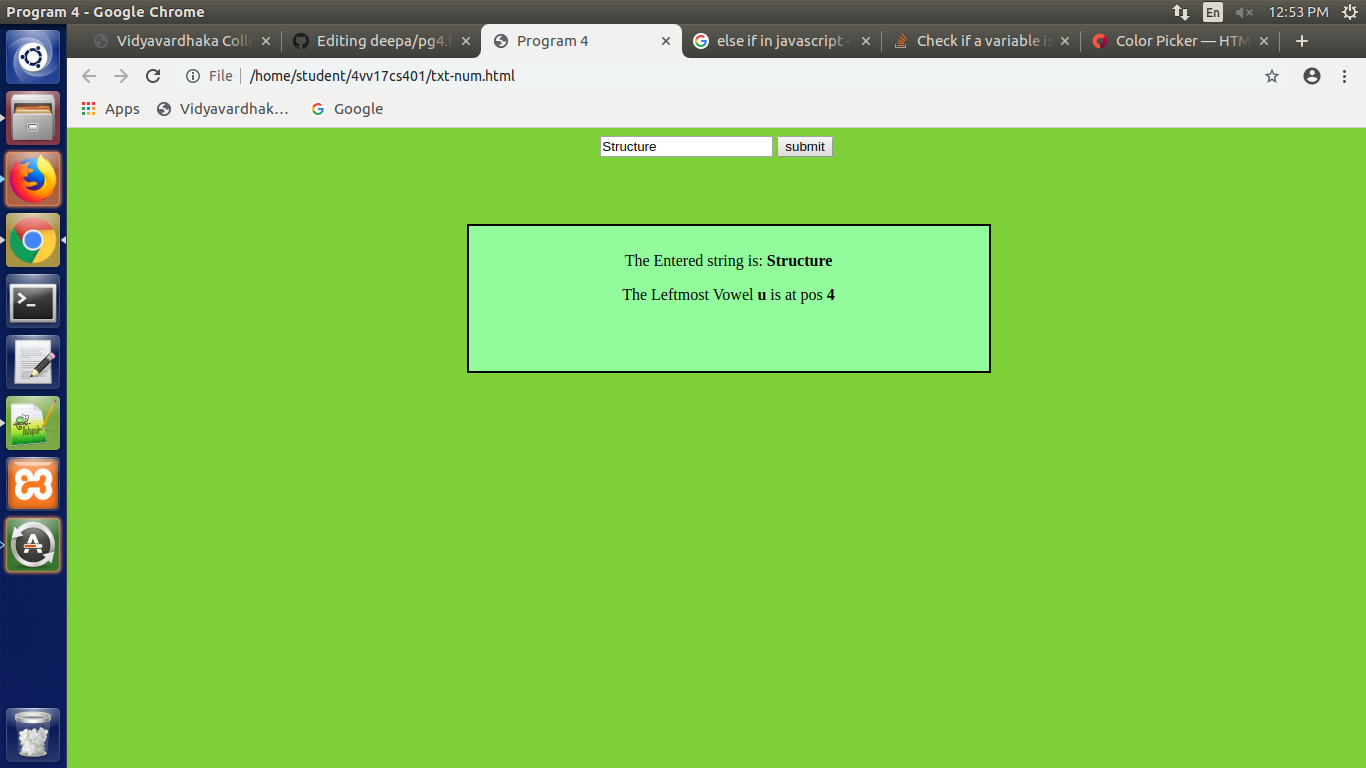 Program 4 - Google Chrome
En
12:53 PM
Vidyavardhaka Coll
Editing deepa/pg4.h
Program 4
else if in javascript -
Check if a variable is
Color Picker — HTM
File
/home/student/4vv17cs401/txt-num.html
Apps
Vidyavardhak...
Google
Structure
submit
The Entered string is: Structure
The Leftmost Vowel u is at pos 4